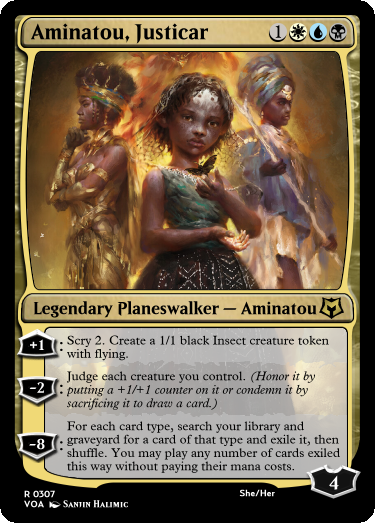 Aminatou, Justicar 1
Legendary Planeswalker — Aminatou
+1: Scry 2. Create a 1/1 black Insect creature token
with flying.
-2: Judge each creature you control. (Honor it by
putting a +1/+1 counter on it or condemn it by
sacrificing it to draw a card.)
-8: For each card type, search your library and
graveyard for a card of that type and exile it, then
shuffle. You may play any number of cards exiled
this way without paying their mana costs.
4
R 0307
She/Her
VOA Santin Halimic